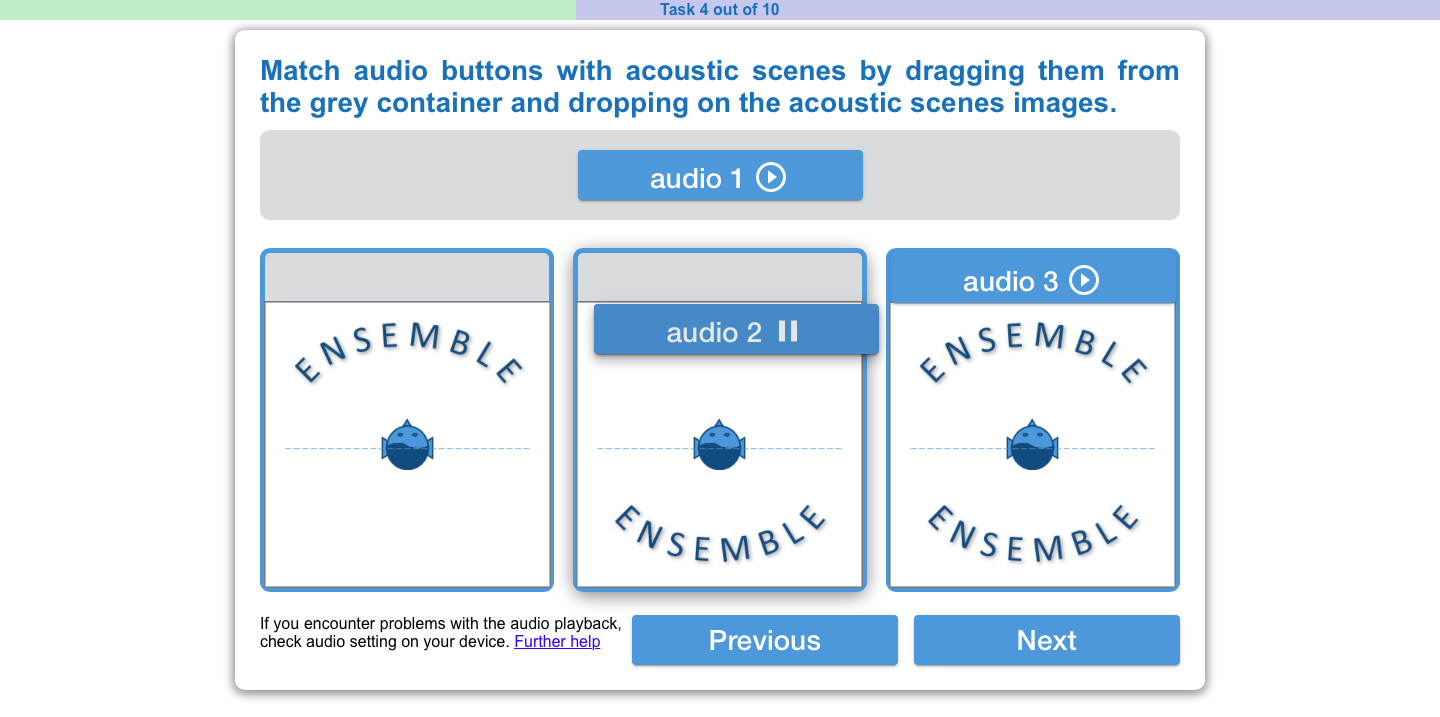 Task 4 out of 10
Match audio buttons with acoustic scenes by dragging them from
the grey container and dropping on the acoustic scenes images.
audio 1
audio 3
audio 2
ENSEMBLE
ENSEMBLE
ENSEMBLE
ENSEMBLE
If you encounter problems with the audio playback,
check audio setting on your device. Further help
Previous
Next